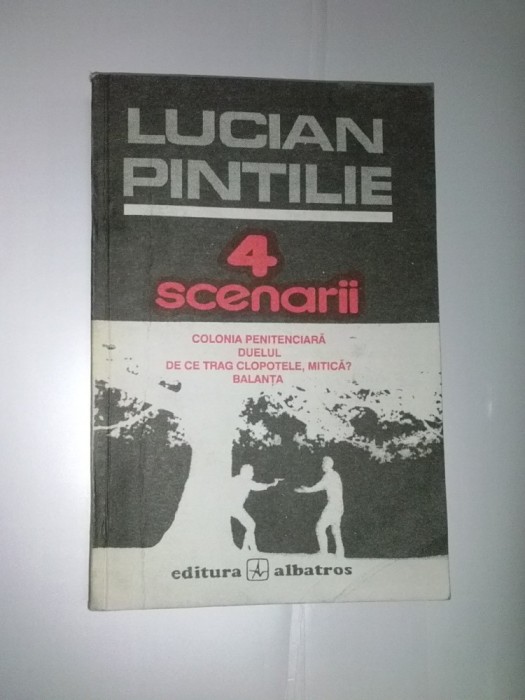 LUCIAN
PINTILIE
4
scenarii
COLONIA PENITENCIARĂ
DUELUL
DE CE TRAG CLOPOTELE, MITICĂ?
BALANȚA
editura albatros